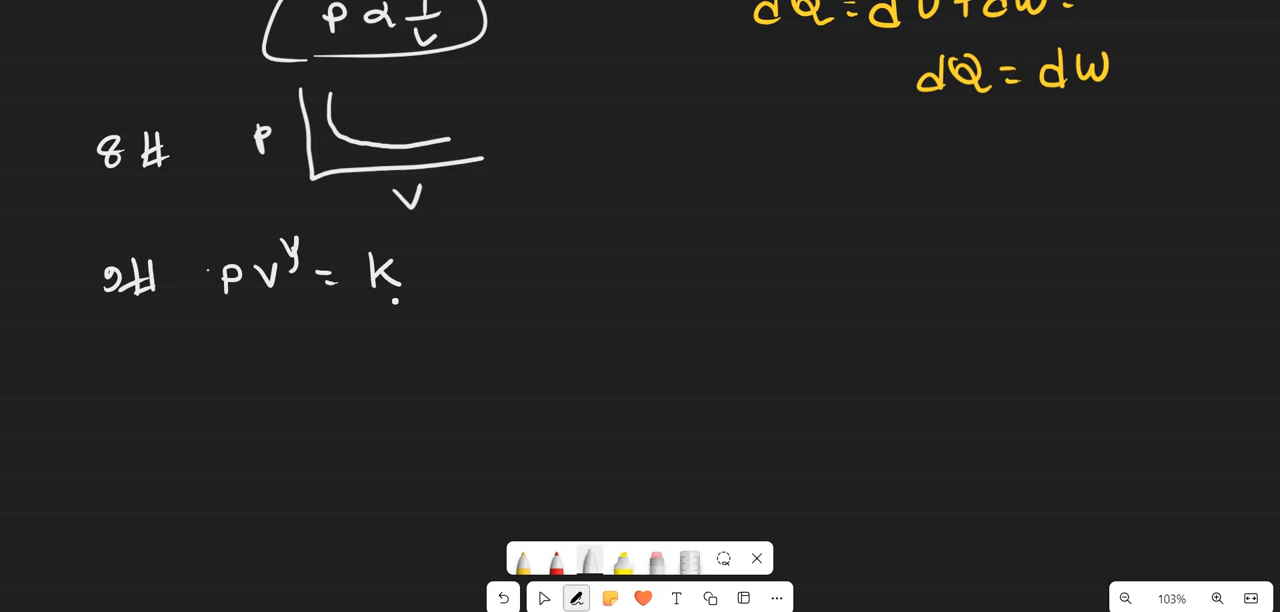 P ∝ 1/V
dQ = dU + dW
dQ = dW
8 #
P
V
9 # PV^γ = K
T
103%